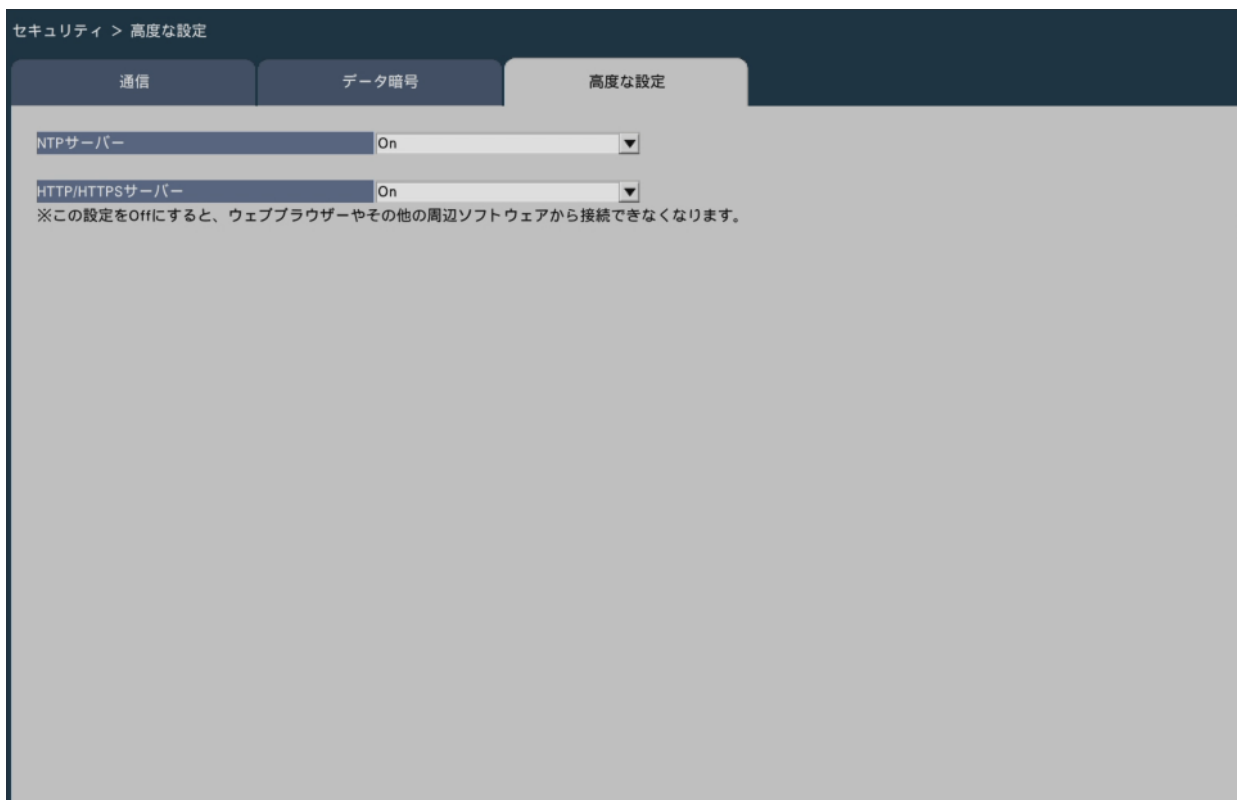 セキュリティ > 高度な設定
通信
データ暗号
高度な設定
NTPサーバー On
HTTP/HTTPSサーバー On
※この設定をOffにすると、ウェブブラウザーやその他の周辺ソフトウェアから接続できなくなります。